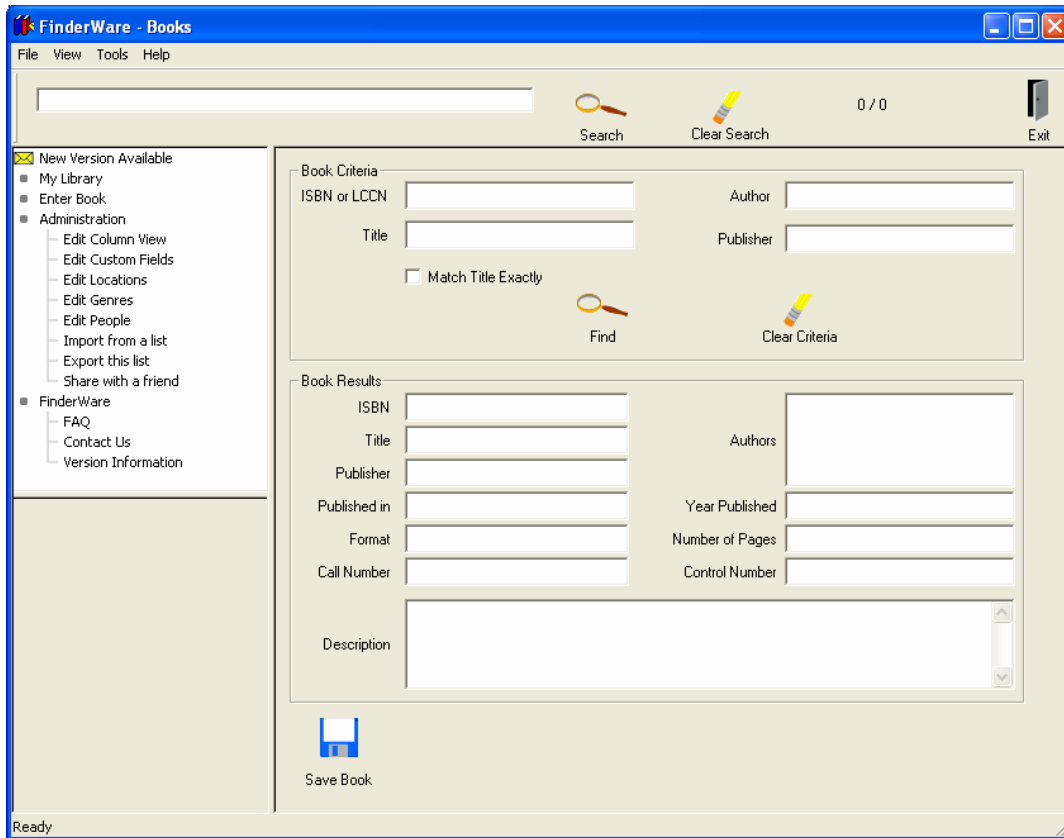 FinderWare - Books
File View Tools Help
0 / 0
Search Clear Search Exit
New Version Available
My Library
Enter Book
Administration
Edit Column View
Edit Custom Fields
Edit Locations
Edit Genres
Edit People
Import from a list
Export this list
Share with a friend
FinderWare
FAQ
Contact Us
Version Information
Book Criteria
ISBN or LCCN Author
Title Publisher
Match Title Exactly
Find Clear Criteria
Book Results
ISBN
Title Authors
Publisher
Published in Year Published
Format Number of Pages
Call Number Control Number
Description
Save Book
Ready